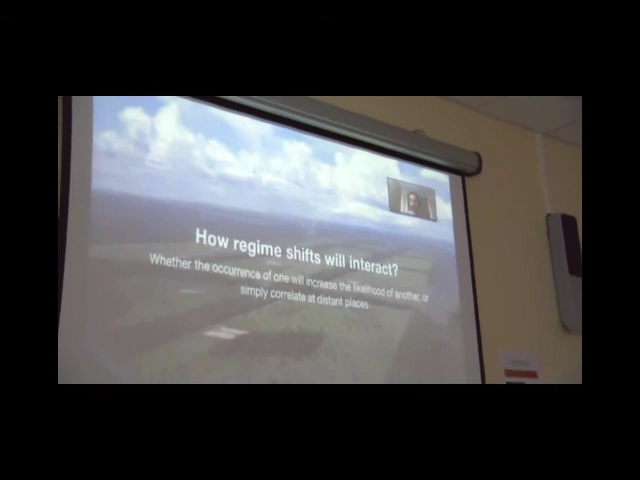 How regime shifts will interact?
Whether the occurrence of one will increase the likelihood of another, or
simply correlate at distant places